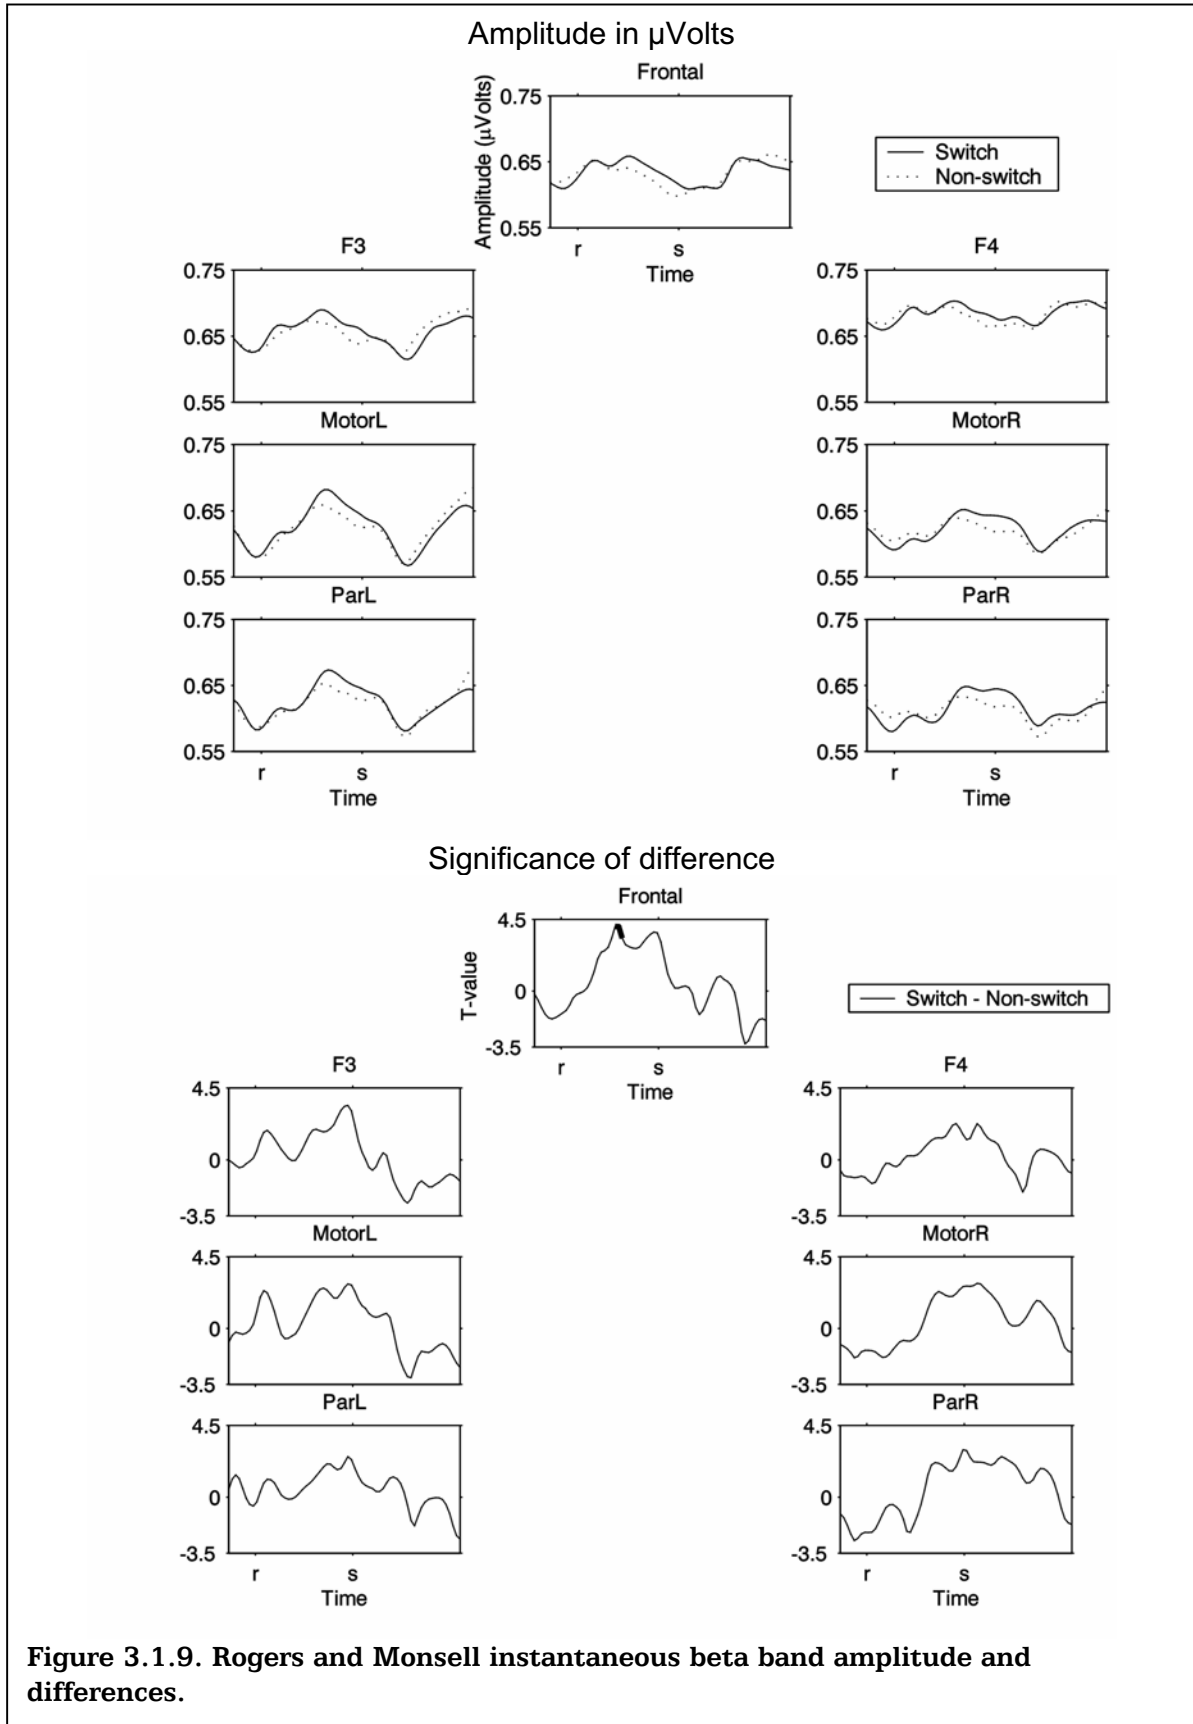 Amplitude in µVolts
Frontal
Amplitude (µVolts)
0.75
0.65
0.55
r s
Time
Switch
Non-switch
F3
0.75
0.65
0.55
F4
0.75
0.65
0.55
MotorL
0.75
0.65
0.55
MotorR
0.75
0.65
0.55
ParL
0.75
0.65
0.55
r s
Time
ParR
0.75
0.65
0.55
r s
Time
Significance of difference
Frontal
T-value
4.5
0
-3.5
r s
Time
Switch - Non-switch
F3
4.5
0
-3.5
F4
4.5
0
-3.5
MotorL
4.5
0
-3.5
MotorR
4.5
0
-3.5
ParL
4.5
0
-3.5
r s
Time
ParR
4.5
0
-3.5
r s
Time
Figure 3.1.9. Rogers and Monsell instantaneous beta band amplitude and
differences.